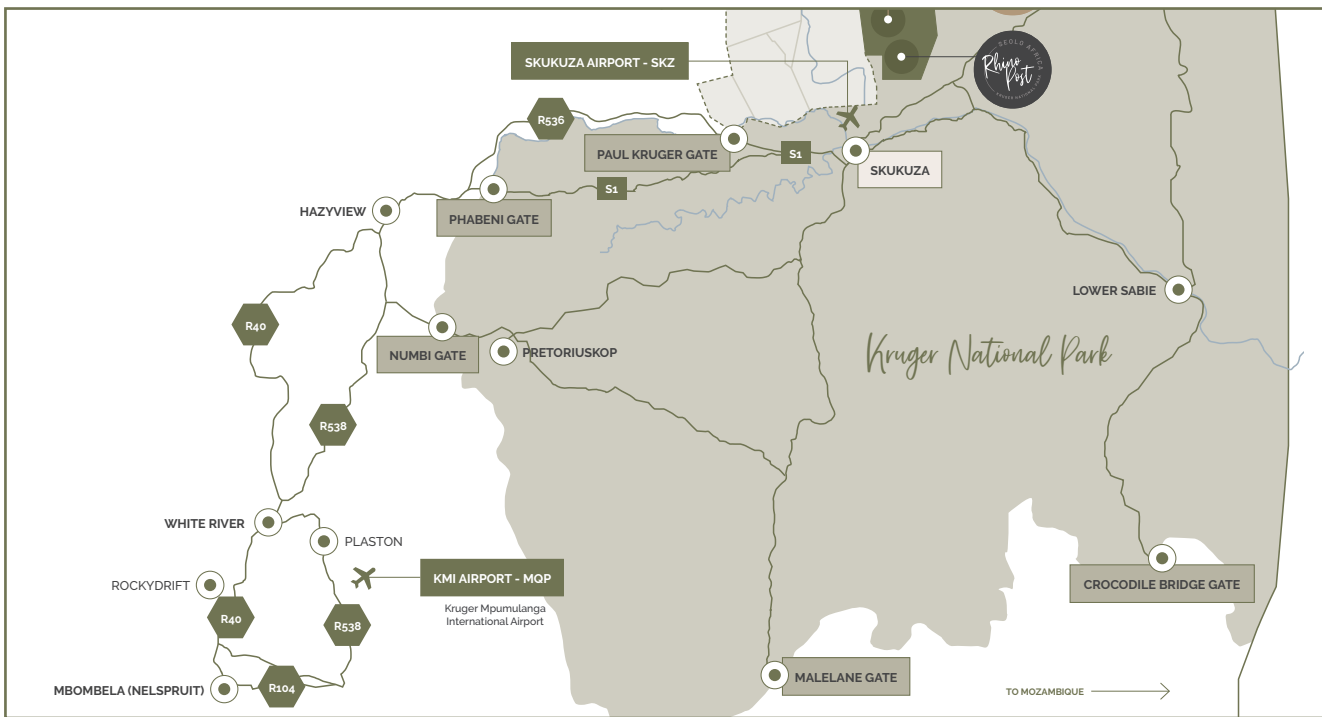 SEOLO AFRICA
Rhino
Post
KRUGER NATIONAL PARK
SKUKUZA AIRPORT - SKZ
R536
PAUL KRUGER GATE
S1
SKUKUZA
S1
PHABENI GATE
HAZYVIEW
LOWER SABIE
R40
NUMBI GATE
PRETORIUSKOP
Kruger National Park
R538
WHITE RIVER
PLASTON
ROCKYDRIFT
KMI AIRPORT - MQP
Kruger Mpumulanga
International Airport
CROCODILE BRIDGE GATE
R40
R538
MALELANE GATE
MBOMBELA (NELSPRUIT)
R104
TO MOZAMBIQUE